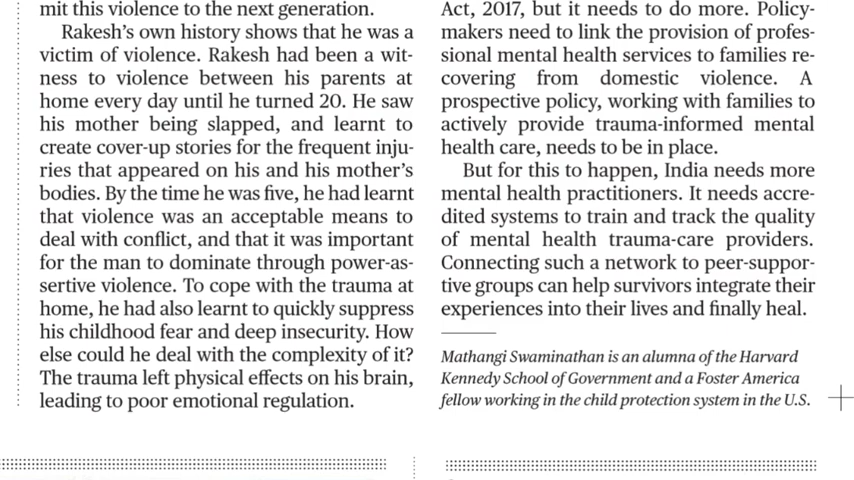 mit this violence to the next generation.
Rakesh’s own history shows that he was a
victim of violence. Rakesh had been a wit-
ness to violence between his parents at
home every day until he turned 20. He saw
his mother being slapped, and learnt to
create cover-up stories for the frequent inju-
ries that appeared on his and his mother’s
bodies. By the time he was five, he had learnt
that violence was an acceptable means to
deal with conflict, and that it was important
for the man to dominate through power-as-
sertive violence. To cope with the trauma at
home, he had also learnt to quickly suppress
his childhood fear and deep insecurity. How
else could he deal with the complexity of it?
The trauma left physical effects on his brain,
leading to poor emotional regulation.
Act, 2017, but it needs to do more. Policy-
makers need to link the provision of profes-
sional mental health services to families re-
covering from domestic violence. A
prospective policy, working with families to
actively provide trauma-informed mental
health care, needs to be in place.
But for this to happen, India needs more
mental health practitioners. It needs accre-
dited systems to train and track the quality
of mental health trauma-care providers.
Connecting such a network to peer-suppor-
tive groups can help survivors integrate their
experiences into their lives and finally heal.
Mathangi Swaminathan is an alumna of the Harvard
Kennedy School of Government and a Foster America
fellow working in the child protection system in the U.S.